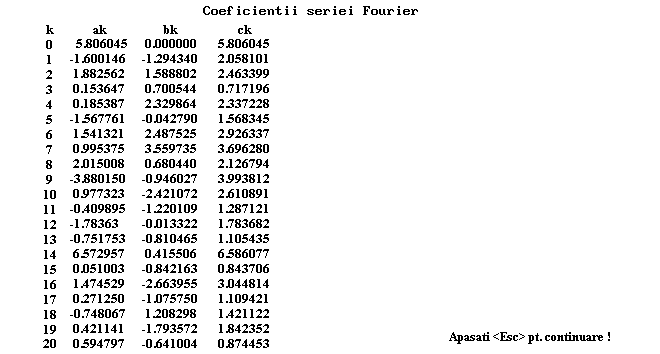 Coeficientii seriei Fourier
k ak bk ck
0 5.806045 0.000000 5.806045
1 -1.600146 -1.294340 2.058101
2 1.882562 1.588802 2.463399
3 0.153647 0.700544 0.717196
4 0.185387 2.329864 2.337228
5 -1.567761 -0.042790 1.568345
6 1.541321 2.487525 2.926337
7 0.995375 3.559735 3.696280
8 2.015008 0.680440 2.126794
9 -3.880150 -0.946027 3.993812
10 0.977323 -2.421072 2.610891
11 -0.409895 -1.220109 1.287121
12 -1.78363 -0.013322 1.783682
13 -0.751753 -0.810465 1.105435
14 6.572957 0.415506 6.586077
15 0.051003 -0.842163 0.843706
16 1.474529 -2.663955 3.044814
17 0.271250 -1.075750 1.109421
18 -0.748067 1.208298 1.421122
19 0.421141 -1.793572 1.842352
20 0.594797 -0.641004 0.874453
Apasati <Esc> pt. continuare !